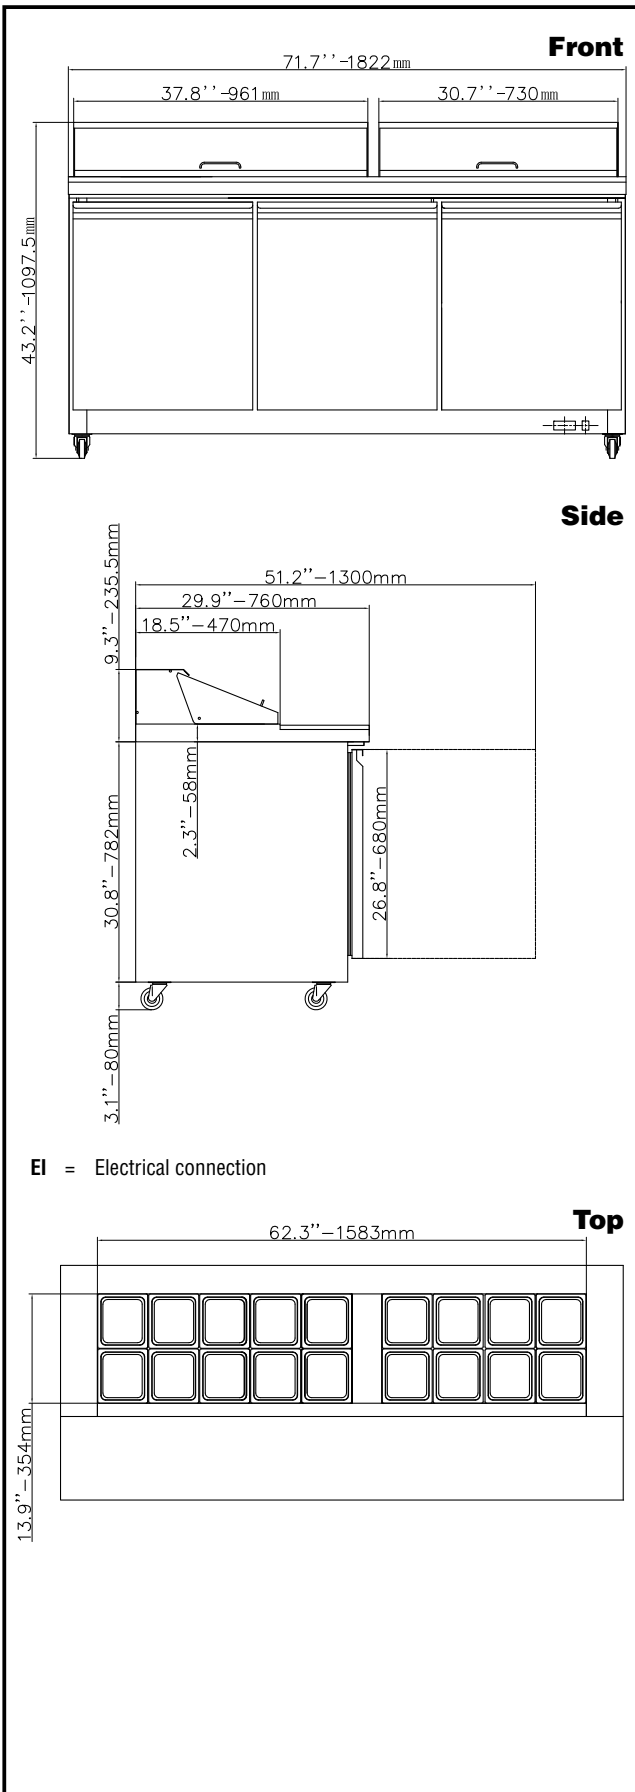 Front
71.7''-1822mm
37.8''-961mm
30.7''-730mm
43.2''-1097.5mm
Side
9.3''-235.5mm
51.2''-1300mm
29.9''-760mm
18.5''-470mm
2.3''-58mm
30.8''-782mm
26.8''-680mm
3.1''-80mm
EI = Electrical connection
Top
62.3''-1583mm
13.9''-354mm